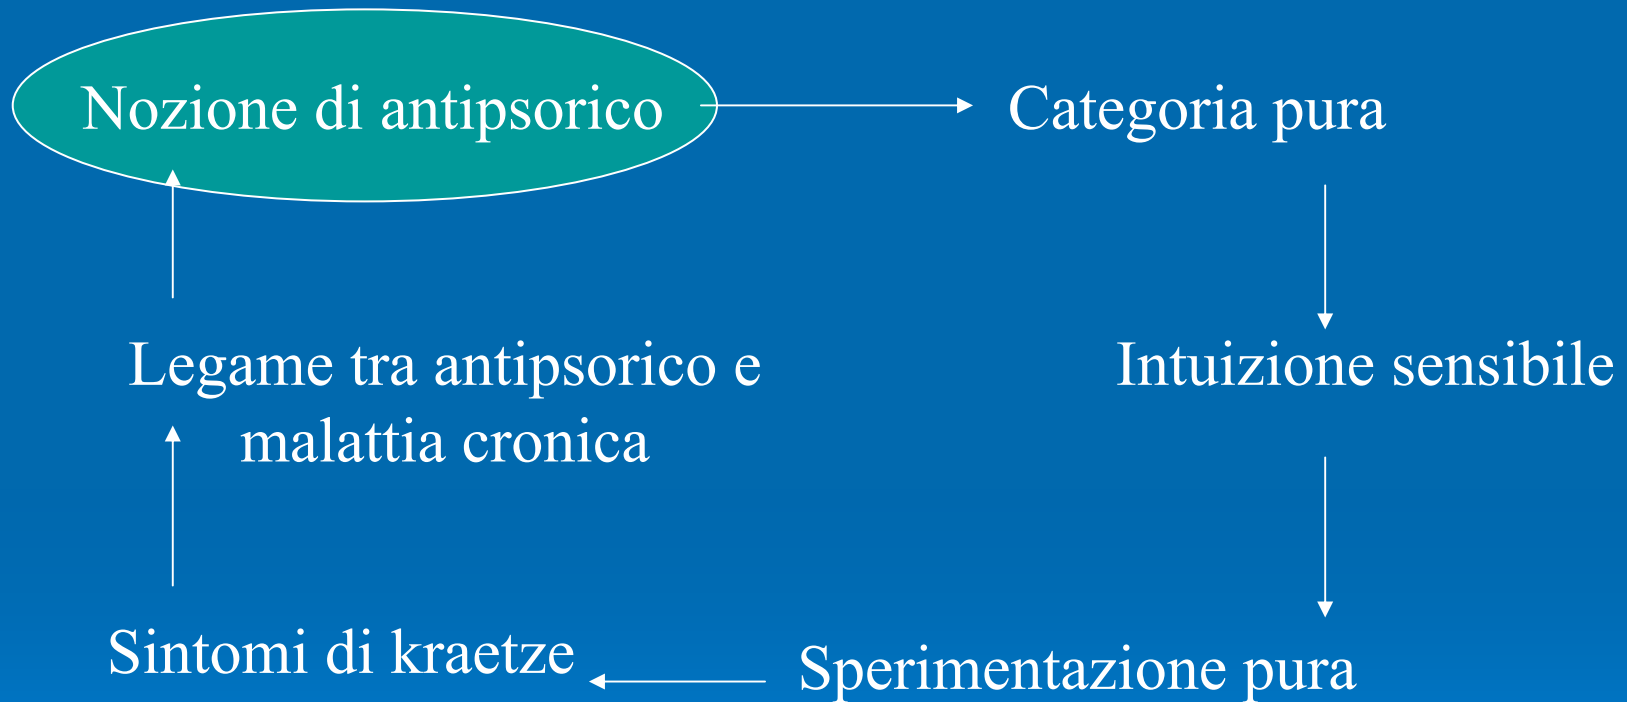 Nozione di antipsorico
Categoria pura
Legame tra antipsorico e
malattia cronica
Intuizione sensibile
Sintomi di kraetze
Sperimentazione pura